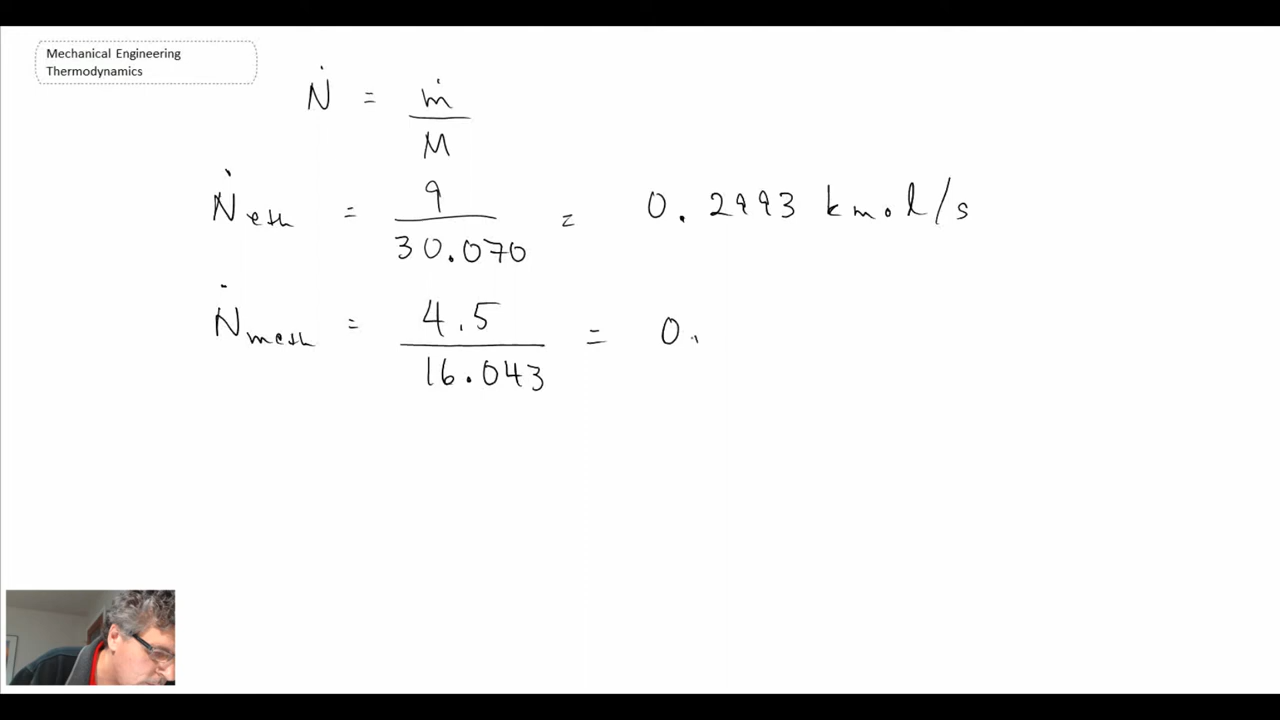 Mechanical Engineering
Thermodynamics
Ṅ = ṁ / M
Ṅeth = 9 / 30.070 = 0.2993 kmol/s
Ṅmeth = 4.5 / 16.043 = 0.